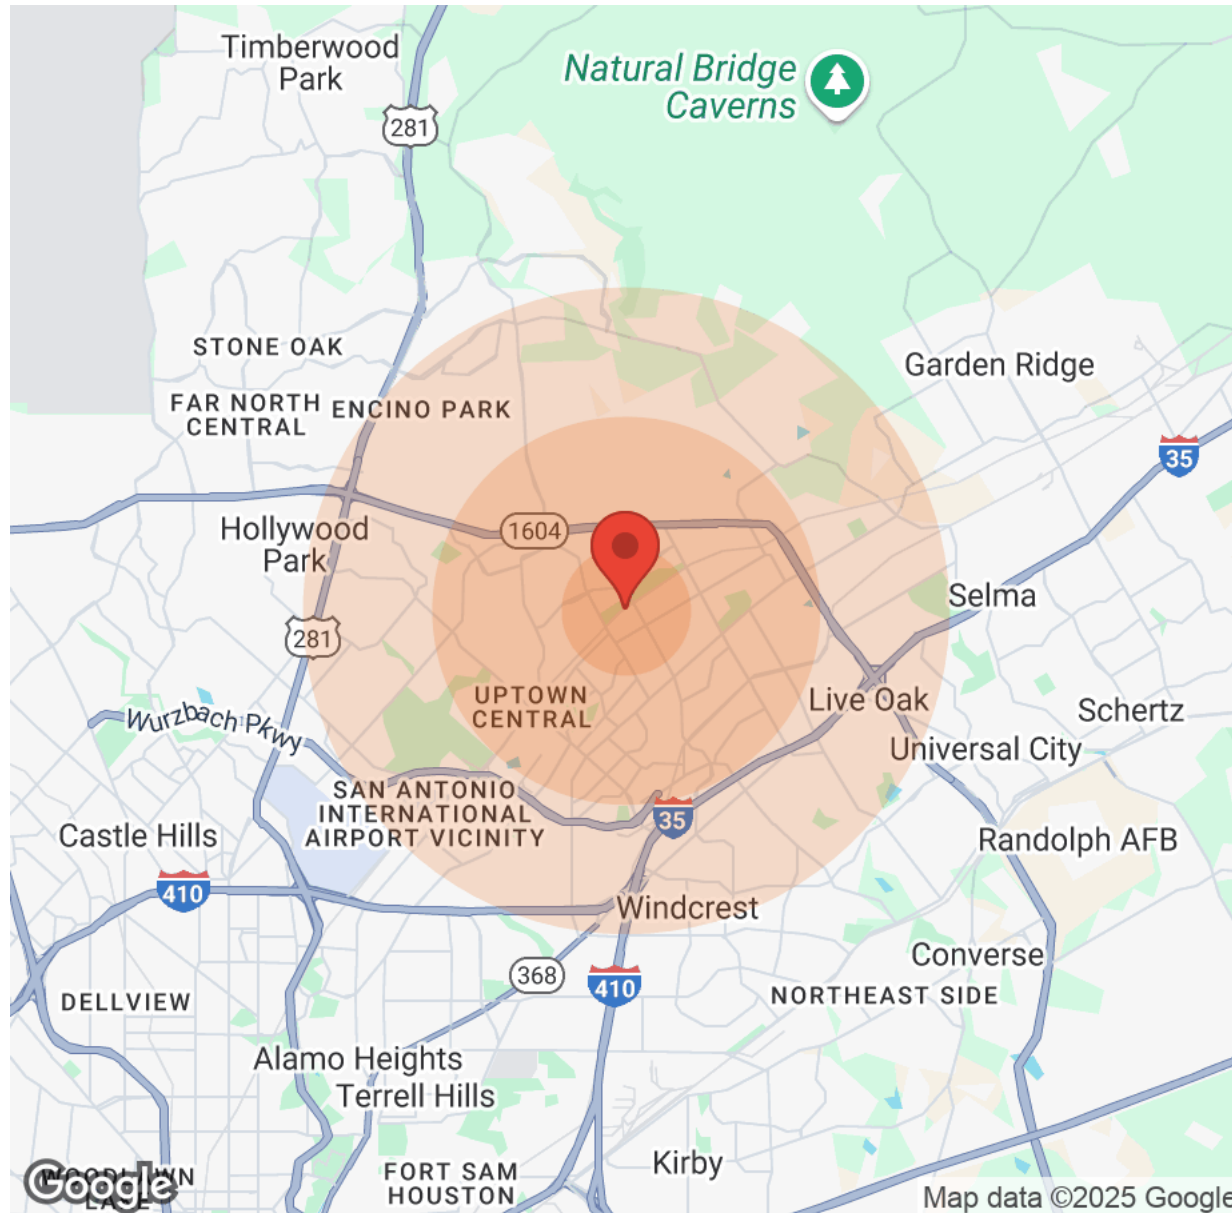 Timberwood
Park
Natural Bridge
Caverns
281
STONE OAK
Garden Ridge
FAR NORTH
CENTRAL
ENCINO PARK
35
Hollywood
Park
1604
Selma
281
UPTOWN
CENTRAL
Live Oak
Schertz
Wurzbach Pkwy
Universal City
SAN ANTONIO
INTERNATIONAL
AIRPORT VICINITY
35
Castle Hills
Randolph AFB
410
Windcrest
Converse
368
410
DELLVIEW
NORTHEAST SIDE
Alamo Heights
Terrell Hills
Kirby
FORT SAM
HOUSTON
WOODLAWN
LAKE
Google
Map data ©2025 Google